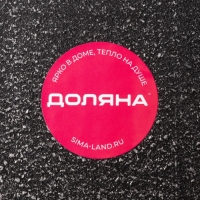 ЯРКО В ДОМЕ, ТЕПЛО НА ДУШЕ
ДОЛЯНА
SIMA-LAND.RU